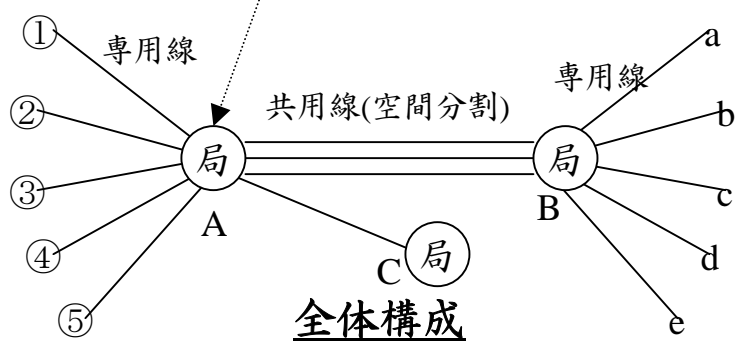 ① 専用線 a
共用線(空間分割) 専用線
② b
局 局
③ A B c
④ C 局 d
⑤ e
全体構成